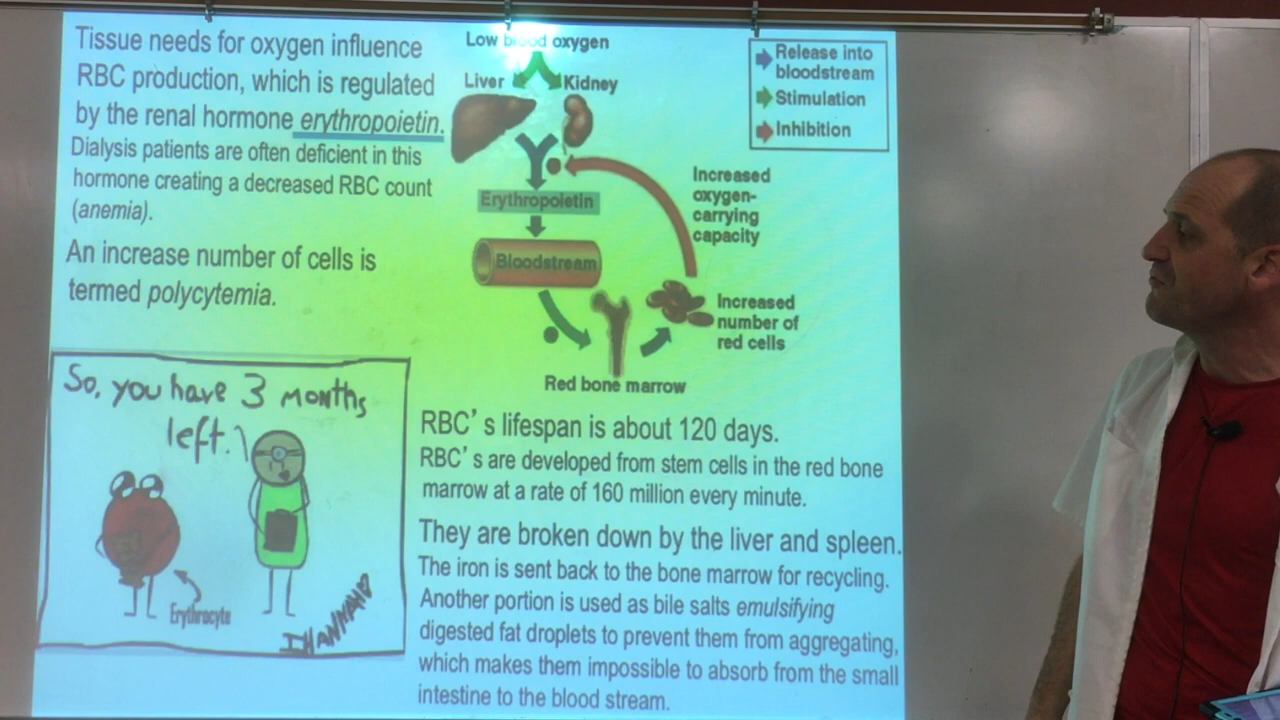 Tissue needs for oxygen influence
RBC production, which is regulated
by the renal hormone erythropoietin.
Dialysis patients are often deficient in this
hormone creating a decreased RBC count
(anemia).
An increase number of cells is
termed polycytemia.
Low blood oxygen
Liver
Kidney
Erythropoietin
Bloodstream
Red bone marrow
Increased
number of
red cells
Increased
oxygen-
carrying
capacity
Release into
bloodstream
Stimulation
Inhibition
So, you have 3 months
left.
Erythrocyte
HANNAH
RBC's lifespan is about 120 days.
RBC's are developed from stem cells in the red bone
marrow at a rate of 160 million every minute.
They are broken down by the liver and spleen.
The iron is sent back to the bone marrow for recycling.
Another portion is used as bile salts emulsifying
digested fat droplets to prevent them from aggregating,
which makes them impossible to absorb from the small
intestine to the blood stream.